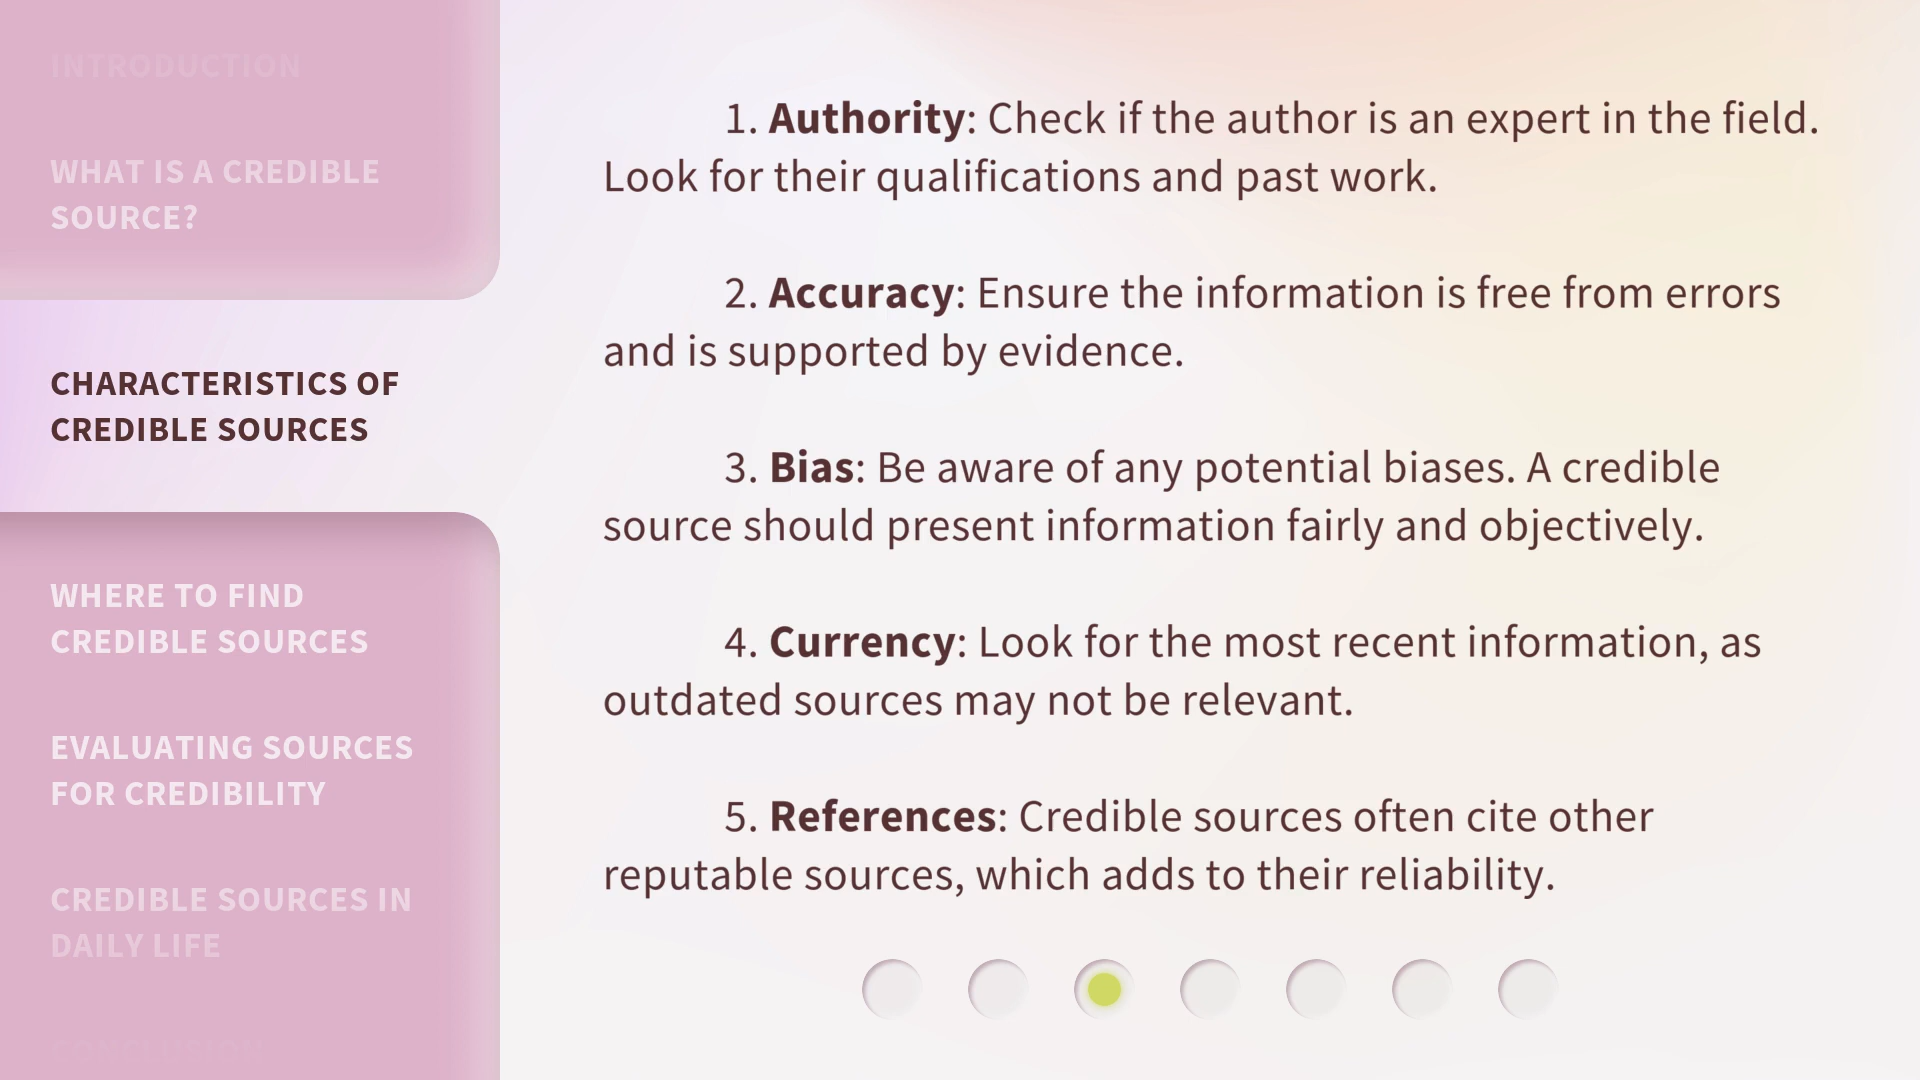 INTRODUCTION
WHAT IS A CREDIBLE
SOURCE?
CHARACTERISTICS OF
CREDIBLE SOURCES
WHERE TO FIND
CREDIBLE SOURCES
EVALUATING SOURCES
FOR CREDIBILITY
CREDIBLE SOURCES IN
DAILY LIFE
CONCLUSION
1. Authority: Check if the author is an expert in the field.
Look for their qualifications and past work.
2. Accuracy: Ensure the information is free from errors
and is supported by evidence.
3. Bias: Be aware of any potential biases. A credible
source should present information fairly and objectively.
4. Currency: Look for the most recent information, as
outdated sources may not be relevant.
5. References: Credible sources often cite other
reputable sources, which adds to their reliability.